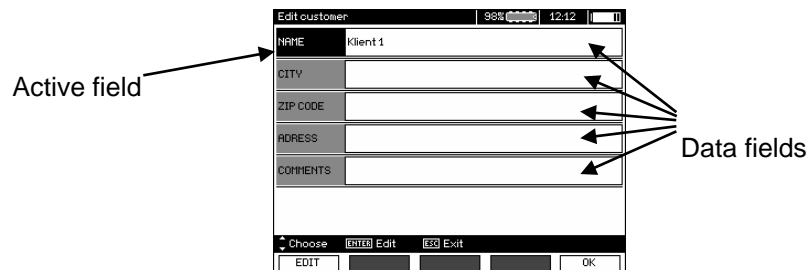 Edit customer 98% 12:12
NAME Klient 1
CITY
Active field
ZIP CODE
ADRESS
Data fields
COMMENTS
Choose ENTER Edit ESC Exit
EDIT OK